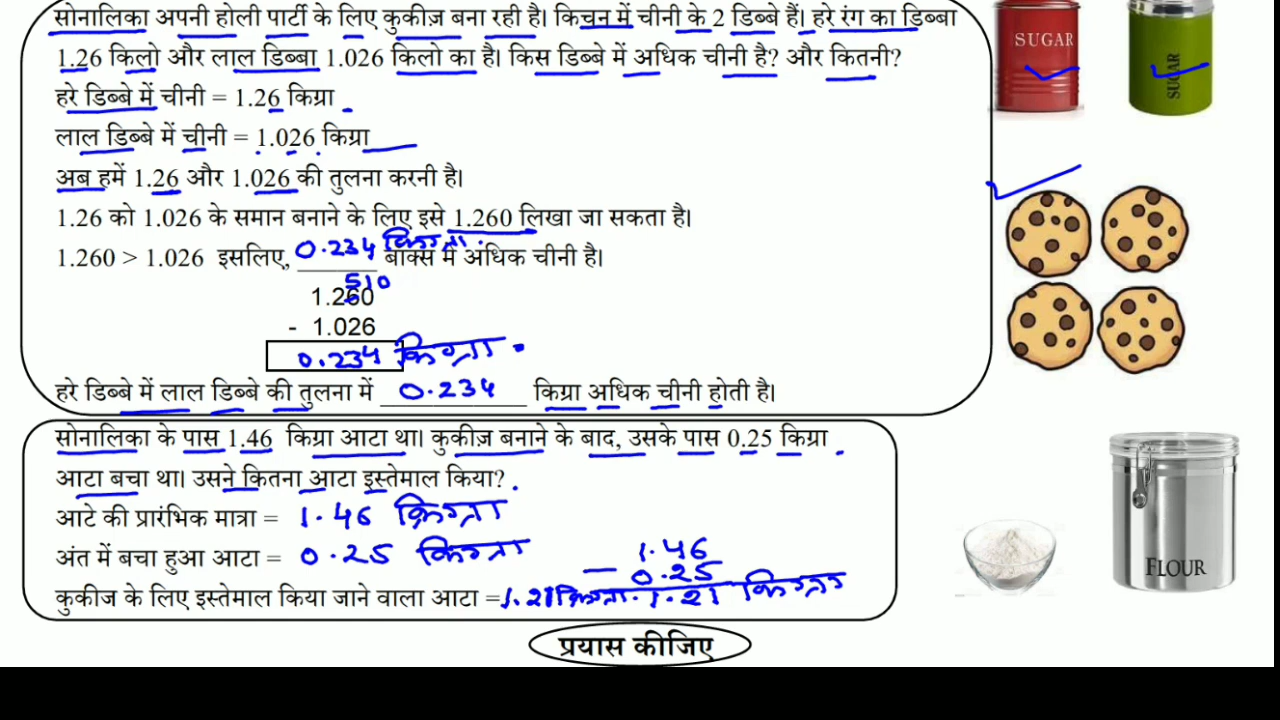 सोनालिका अपनी होली पार्टी के लिए कुकीज़ बना रही है। किचन में चीनी के 2 डिब्बे हैं। हरे रंग का डिब्बा
1.26 किलो और लाल डिब्बा 1.026 किलो का है। किस डिब्बे में अधिक चीनी है? और कितनी?
हरे डिब्बे में चीनी = 1.26 किग्रा
लाल डिब्बे में चीनी = 1.026 किग्रा
अब हमें 1.26 और 1.026 की तुलना करनी है।
1.26 को 1.026 के समान बनाने के लिए इसे 1.260 लिखा जा सकता है।
1.260 > 1.026 इसलिए, 0.234 किग्रा. बॉक्स में अधिक चीनी है।
5 10
1.260
- 1.026
0.234 किग्रा.
हरे डिब्बे में लाल डिब्बे की तुलना में 0.234 किग्रा अधिक चीनी होती है।
सोनालिका के पास 1.46 किग्रा आटा था। कुकीज़ बनाने के बाद, उसके पास 0.25 किग्रा
आटा बचा था। उसने कितना आटा इस्तेमाल किया?
आटे की प्रारंभिक मात्रा = 1.46 किग्रा
अंत में बचा हुआ आटा = 0.25 किग्रा
1.46
- 0.25
1.21 किग्रा
कुकीज के लिए इस्तेमाल किया जाने वाला आटा = 1.21 किग्रा.
प्रयास कीजिए
SUGAR
SUGAR
FLOUR